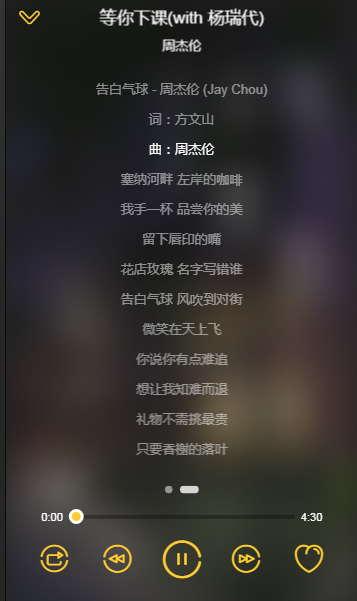 等你下课(with 杨瑞代)
周杰伦
告白气球 - 周杰伦 (Jay Chou)
词：方文山
曲：周杰伦
塞纳河畔 左岸的咖啡
我手一杯 品尝你的美
留下唇印的嘴
花店玫瑰 名字写错谁
告白气球 风吹到对街
微笑在天上飞
你说你有点难追
想让我知难而退
礼物不需挑最贵
只要香榭的落叶
0:00
4:30